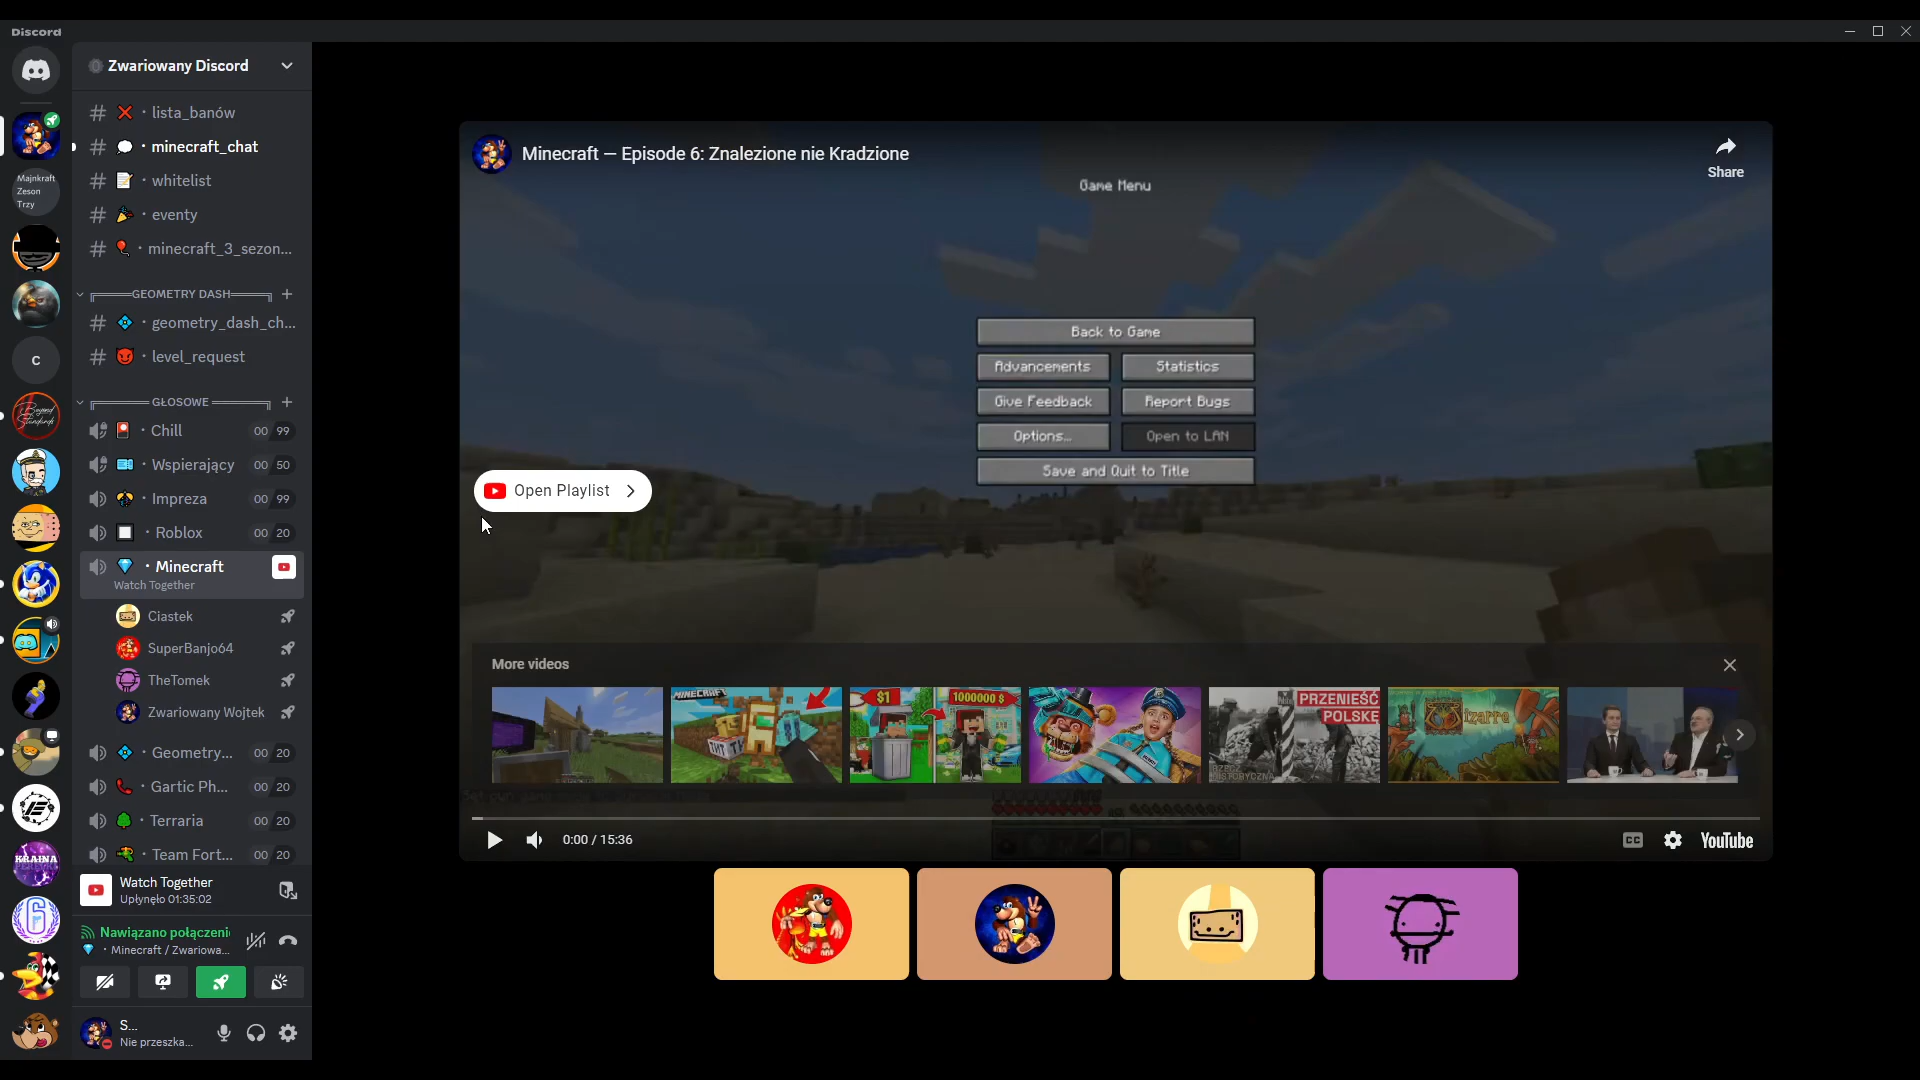 Discord
Zwariowany Discord
lista_banów
minecraft_chat
whitelist
eventy
minecraft_3_sezon...
GEOMETRY DASH
geometry_dash_ch...
level_request
GŁOSOWE
Chill 00 99
Wspierający 00 50
Impreza 00 99
Roblox 00 20
Minecraft
Watch Together
Ciastek
SuperBanjo64
TheTomek
Zwariowany Wojtek
Geometry... 00 20
Gartic Ph... 00 20
Terraria 00 20
Team Fort... 00 20
Watch Together
Upłynęło 01:35:02
Nawiązano połączeni
Minecraft / Zwariowa...
S...
Nie przeszka...
Majnkraft
Zeson
Trzy
C
Beyond
Standards
KRAINA
Minecraft — Episode 6: Znalezione nie Kradzione
Share
Game Menu
Back to Game
Advancements
Statistics
Give Feedback
Report Bugs
Options...
Open to LAN
Save and Quit to Title
Open Playlist
More videos
MINECRAFT
$1
1000000 $
PRZENIEŚĆ
POLSKĘ
0:00 / 15:36
CC
YouTube